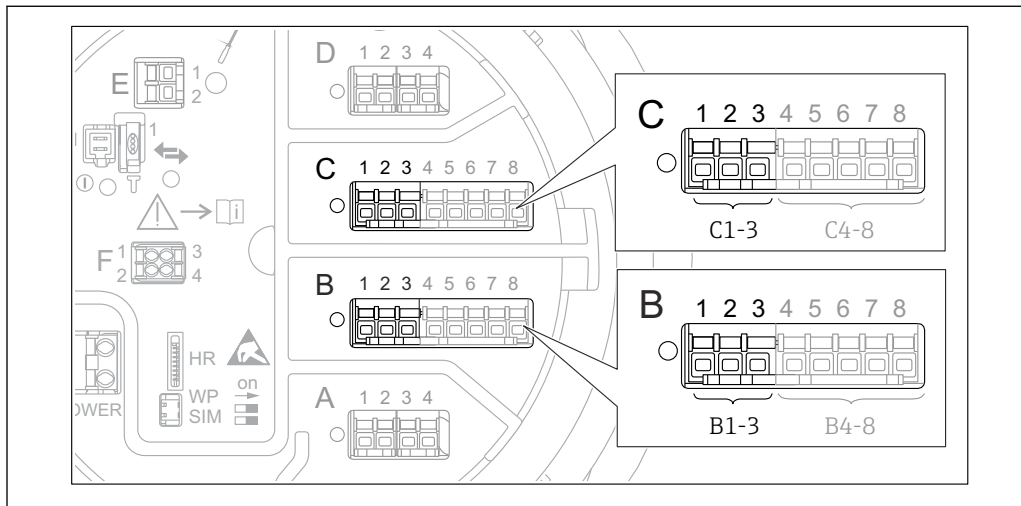 D 1 2 3 4
E 1
2
1
C 1 2 3 4 5 6 7 8
C 1 2 3 4 5 6 7 8
C1-3 C4-8
i
F 1 3
2 4
B 1 2 3 4 5 6 7 8
B 1 2 3 4 5 6 7 8
B1-3 B4-8
HR
WP on
SIM
OWER
A 1 2 3 4